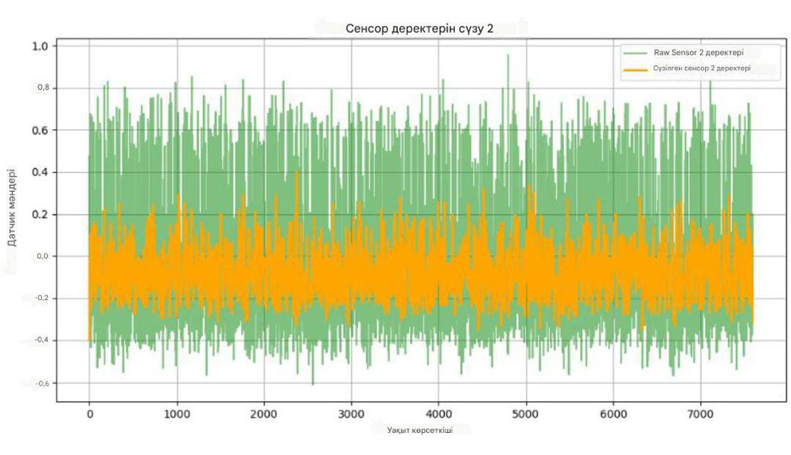 Сенсор деректерін сүзу 2
Raw Sensor 2 деректері
Сүзілген сенсор 2 деректері
Датчик мәндері
1.0
0,8
0.6
0.4
0.2
0,0
-0,2
-0,4
-0,6
0 1000 2000 3000 4000 5000 6000 7000
Уақыт көрсеткіші